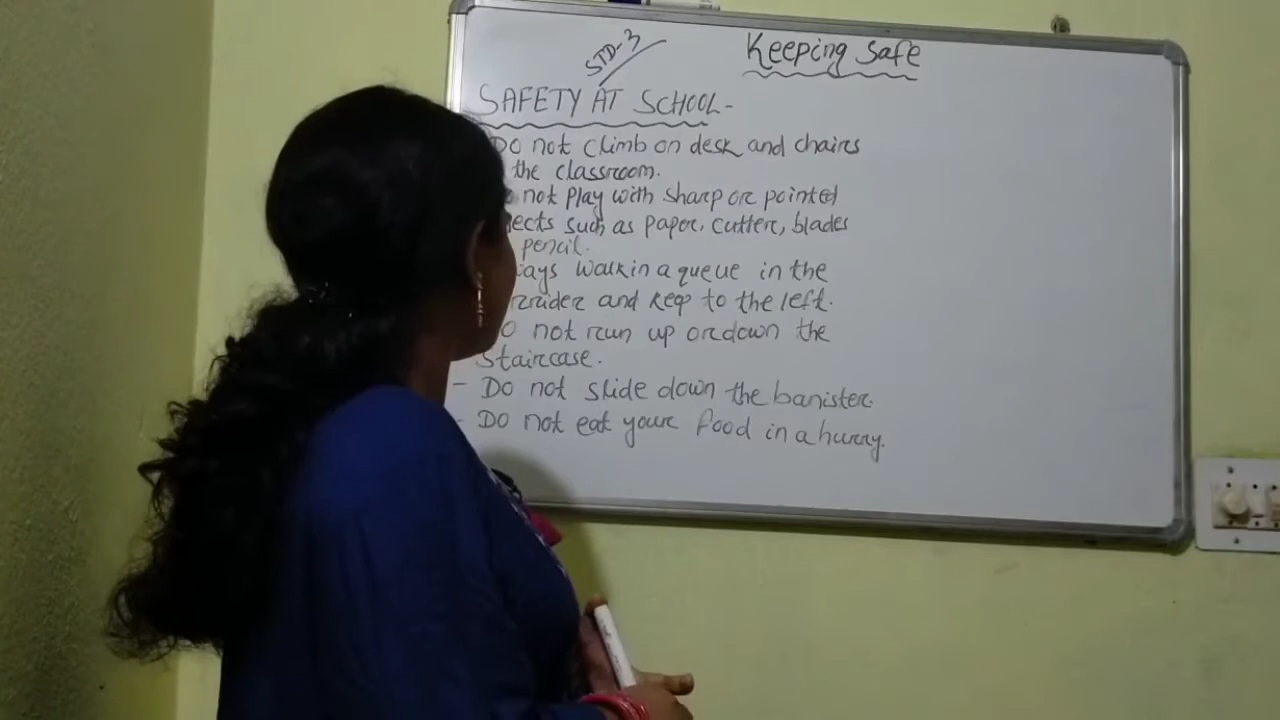 STD-3
Keeping Safe
SAFETY AT SCHOOL-
Do not climb on desk and chairs
the classroom.
not play with sharp or pointed
such as paper, cutter, blades
pencil.
walk in a queue in the
and keep to the left.
not run up or down the
staircase.
- Do not slide down the banister.
- Do not eat your food in a hurry.